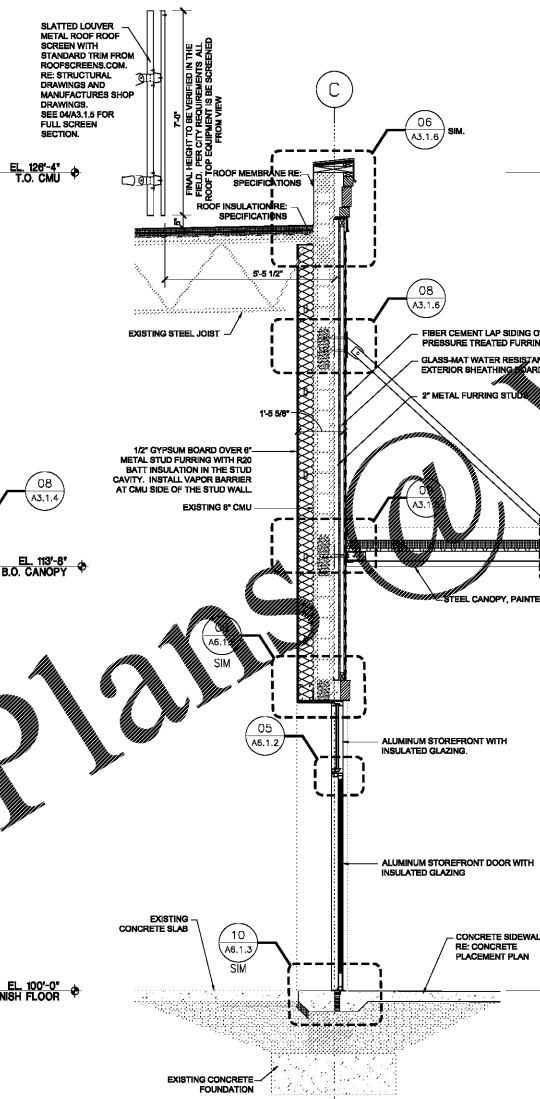 SLATTED LOUVER
METAL ROOF ROOF
SCREEN WITH
STANDARD TRIM FROM
ROOFSCREENS.COM.
RE: STRUCTURAL
DRAWINGS AND
MANUFACTURES SHOP
DRAWINGS.
SEE 04/A3.1.5 FOR
FULL SCREEN
SECTION.
7'-0"
FINAL HEIGHT TO BE VERIFIED IN THE
FIELD. PER CITY REQUIREMENTS ALL
ROOF TOP EQUIPMENT IS BE SCREENED
FROM VIEW
C
06
A3.1.6
SIM.
EL. 126'-4"
T.O. CMU
ROOF MEMBRANE RE:
SPECIFICATIONS
ROOF INSULATION RE:
SPECIFICATIONS
5'-5 1/2"
08
A3.1.6
EXISTING STEEL JOIST
FIBER CEMENT LAP SIDING
PRESSURE TREATED
GLASS-MAT WATER
EXTERIOR SHEATHING
2" METAL FURRING STUDS
1'-5 5/8"
1/2" GYPSUM BOARD OVER 6"
METAL STUD FURRING WITH R20
BATT INSULATION IN THE STUD
CAVITY. INSTALL VAPOR BARRIER
AT CMU SIDE OF THE STUD WALL.
08
A3.1.4
EXISTING 8" CMU
EL. 113'-8"
B.O. CANOPY
STEEL CANOPY,
SIM
Plans @
05
A6.1.2
ALUMINUM STOREFRONT WITH
INSULATED GLAZING.
ALUMINUM STOREFRONT DOOR WITH
INSULATED GLAZING
EXISTING
CONCRETE SLAB
10
A6.1.3
SIM
CONCRETE
RE: CONCRETE
PLACEMENT PLAN
EL. 100'-0"
FLOOR
EXISTING CONCRETE
FOUNDATION